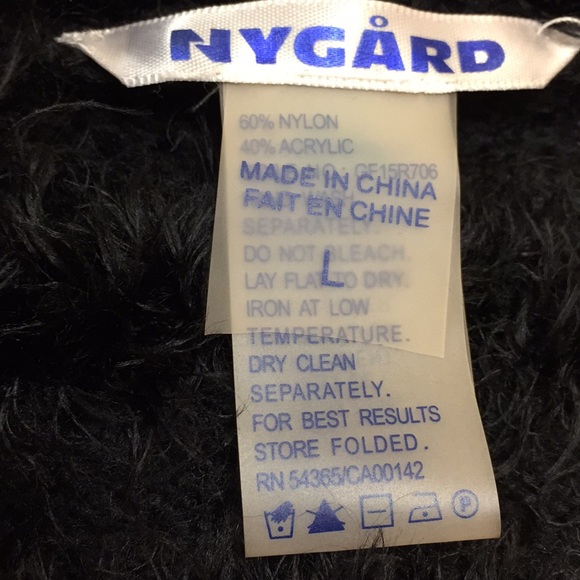 NYGÅRD
60% NYLON
40% ACRYLIC
MADE IN CHINA
FAIT EN CHINE
L
CF15R706
SEPARATELY.
DO NOT BLEACH.
LAY FLAT TO DRY.
IRON AT LOW
TEMPERATURE.
DRY CLEAN
SEPARATELY.
FOR BEST RESULTS
STORE FOLDED.
RN 54365/CA00142
P